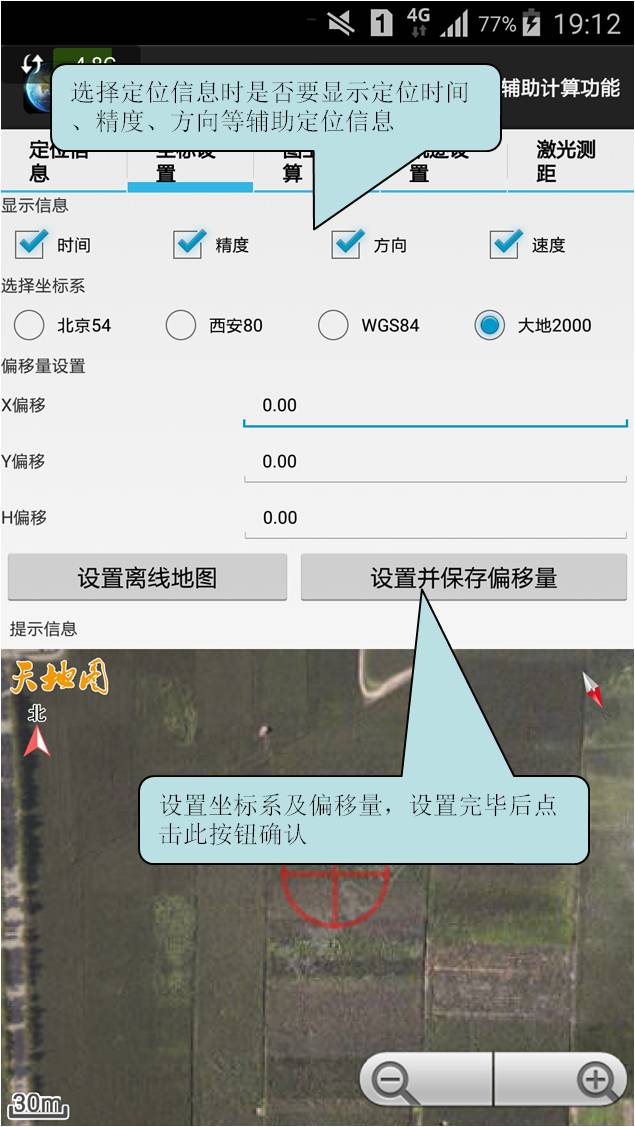 4G
77%
19:12
选择定位信息时是否要显示定位时间
、精度、方向等辅助定位信息
辅助计算功能
定位信
息
坐标设
置
算
置
激光测
距
显示信息
时间
精度
方向
速度
选择坐标系
北京54
西安80
WGS84
大地2000
偏移量设置
X偏移
0.00
Y偏移
0.00
H偏移
0.00
设置离线地图
设置并保存偏移量
提示信息
天地图
北
设置坐标系及偏移量，设置完毕后点
击此按钮确认
30m